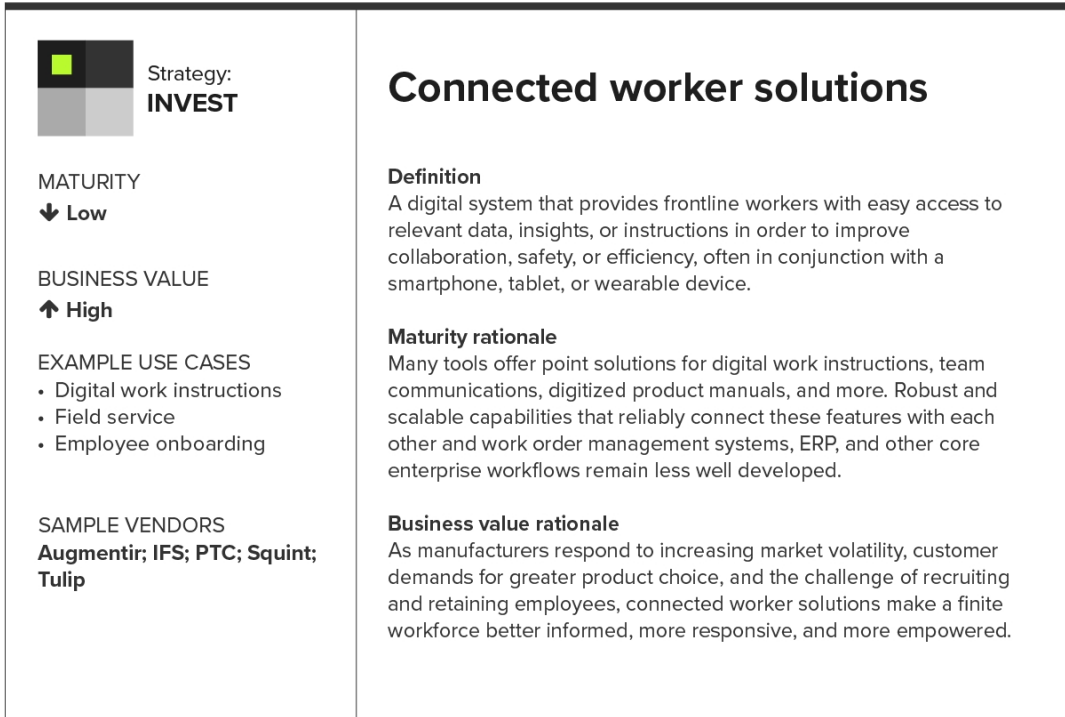 Strategy:
INVEST
MATURITY
Low
BUSINESS VALUE
High
EXAMPLE USE CASES
• Digital work instructions
• Field service
• Employee onboarding
SAMPLE VENDORS
Augmentir; IFS; PTC; Squint;
Tulip
Connected worker solutions
Definition
A digital system that provides frontline workers with easy access to
relevant data, insights, or instructions in order to improve
collaboration, safety, or efficiency, often in conjunction with a
smartphone, tablet, or wearable device.
Maturity rationale
Many tools offer point solutions for digital work instructions, team
communications, digitized product manuals, and more. Robust and
scalable capabilities that reliably connect these features with each
other and work order management systems, ERP, and other core
enterprise workflows remain less well developed.
Business value rationale
As manufacturers respond to increasing market volatility, customer
demands for greater product choice, and the challenge of recruiting
and retaining employees, connected worker solutions make a finite
workforce better informed, more responsive, and more empowered.